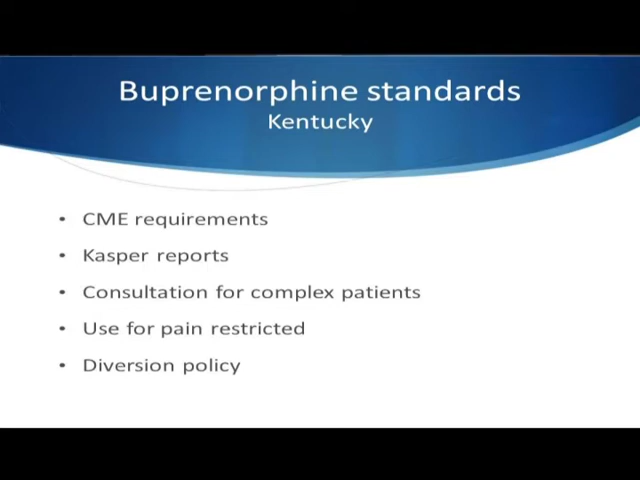 Buprenorphine standards
Kentucky
• CME requirements
• Kasper reports
• Consultation for complex patients
• Use for pain restricted
• Diversion policy